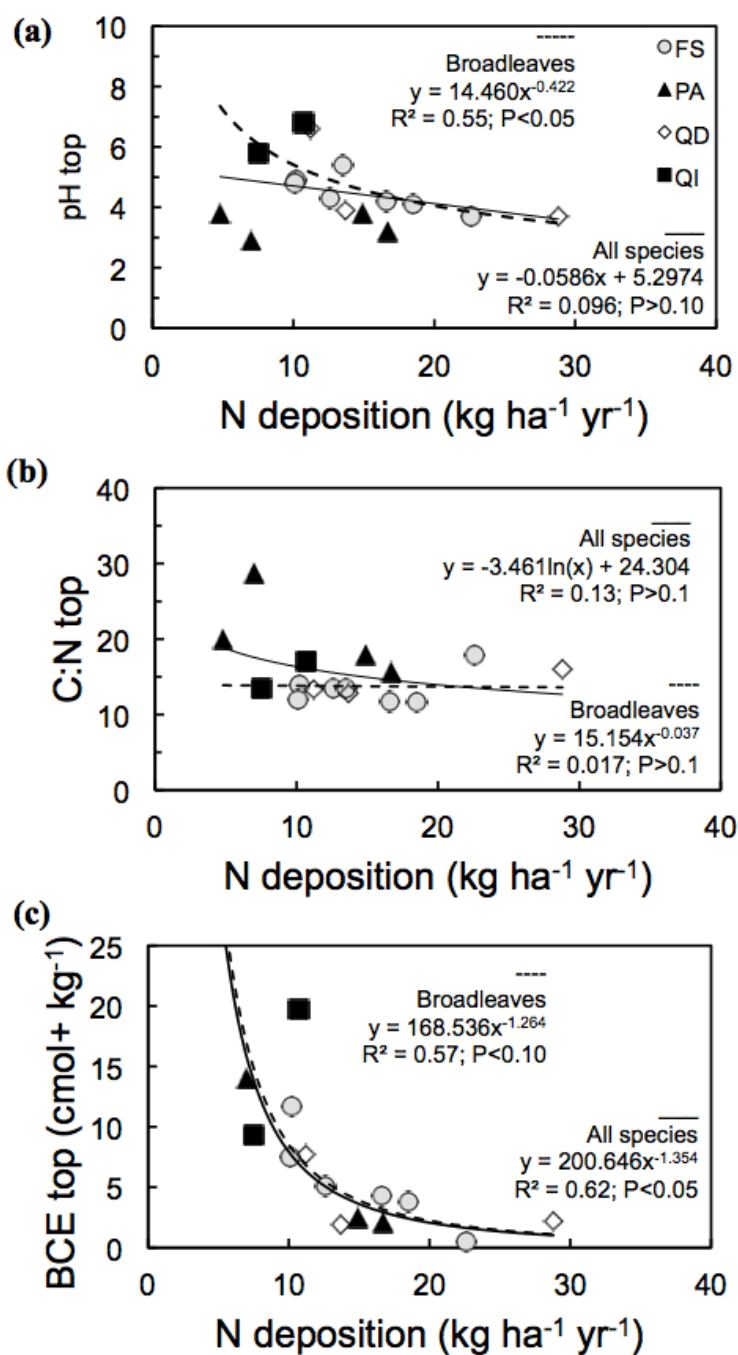 (a)
10
8
6
4
2
0
pH top
Broadleaves
y = 14.460x-0.422
R² = 0.55; P<0.05
FS
PA
QD
QI
All species
y = -0.0586x + 5.2974
R² = 0.096; P>0.10
0 10 20 30 40
N deposition (kg ha-1 yr-1)
(b)
40
30
20
10
0
C:N top
All species
y = -3.461ln(x) + 24.304
R² = 0.13; P>0.1
Broadleaves
y = 15.154x-0.037
R² = 0.017; P>0.1
0 10 20 30 40
N deposition (kg ha-1 yr-1)
(c)
25
20
15
10
5
0
BCE top (cmol+ kg-1)
Broadleaves
y = 168.536x-1.264
R² = 0.57; P<0.10
All species
y = 200.646x-1.354
R² = 0.62; P<0.05
0 10 20 30 40
N deposition (kg ha-1 yr-1)